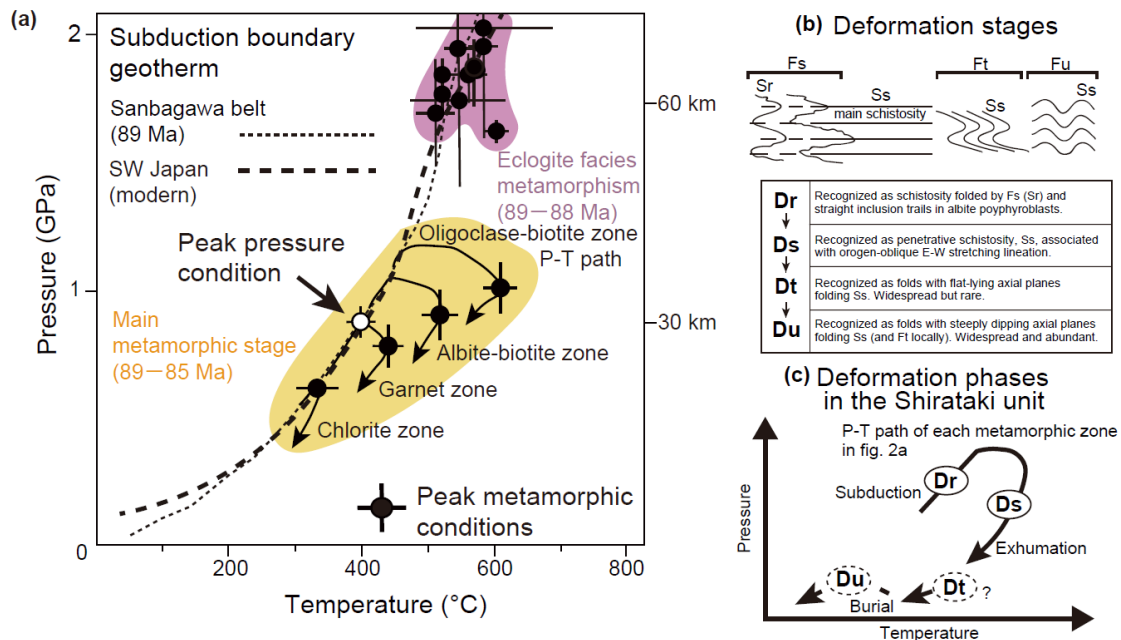 (a)
2
Subduction boundary
geotherm
Sanbagawa belt
(89 Ma)
SW Japan
(modern)
60 km
Eclogite facies
metamorphism
(89−88 Ma)
Oligoclase-biotite zone
P-T path
Peak pressure
condition
1
30 km
Main
metamorphic stage
(89−85 Ma)
Albite-biotite zone
Garnet zone
Chlorite zone
Peak metamorphic
conditions
Pressure (GPa)
0
200
400
600
800
Temperature (°C)
(b) Deformation stages
Fs
Ft
Fu
Sr
Ss
Ss
Ss
main schistosity
Dr
Recognized as schistosity folded by Fs (Sr) and
straight inclusion trails in albite poyphyroblasts.
Ds
Recognized as penetrative schistosity, Ss, associated
with orogen-oblique E-W stretching lineation.
Dt
Recognized as folds with flat-lying axial planes
folding Ss. Widespread but rare.
Du
Recognized as folds with steeply dipping axial planes
folding Ss (and Ft locally). Widespread and abundant.
(c) Deformation phases
in the Shirataki unit
P-T path of each metamorphic zone
in fig. 2a
Dr
Subduction
Ds
Exhumation
Du
Dt
?
Burial
Pressure
Temperature